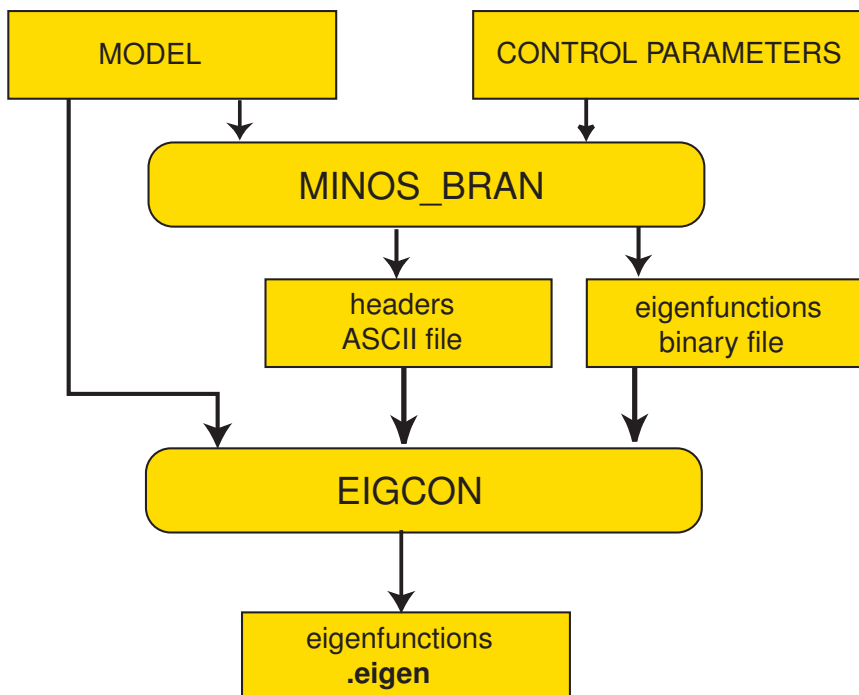 MODEL
CONTROL PARAMETERS
MINOS_BRAN
headers
ASCII file
eigenfunctions
binary file
EIGCON
eigenfunctions
.eigen